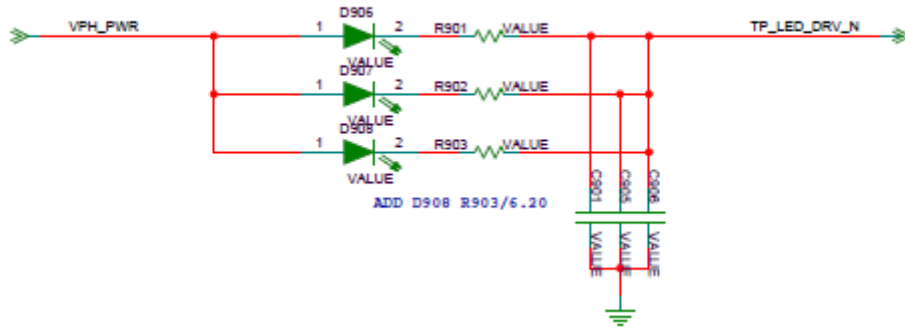 D906
VPH_PWR
1
2
R901
VALUE
TP_LED_DRV_N
VALUE
D907
1
2
R902
VALUE
VALUE
D908
1
2
R903
VALUE
VALUE
ADD D908 R903/6.20
C901
C905
C906
VALUE
VALUE
VALUE